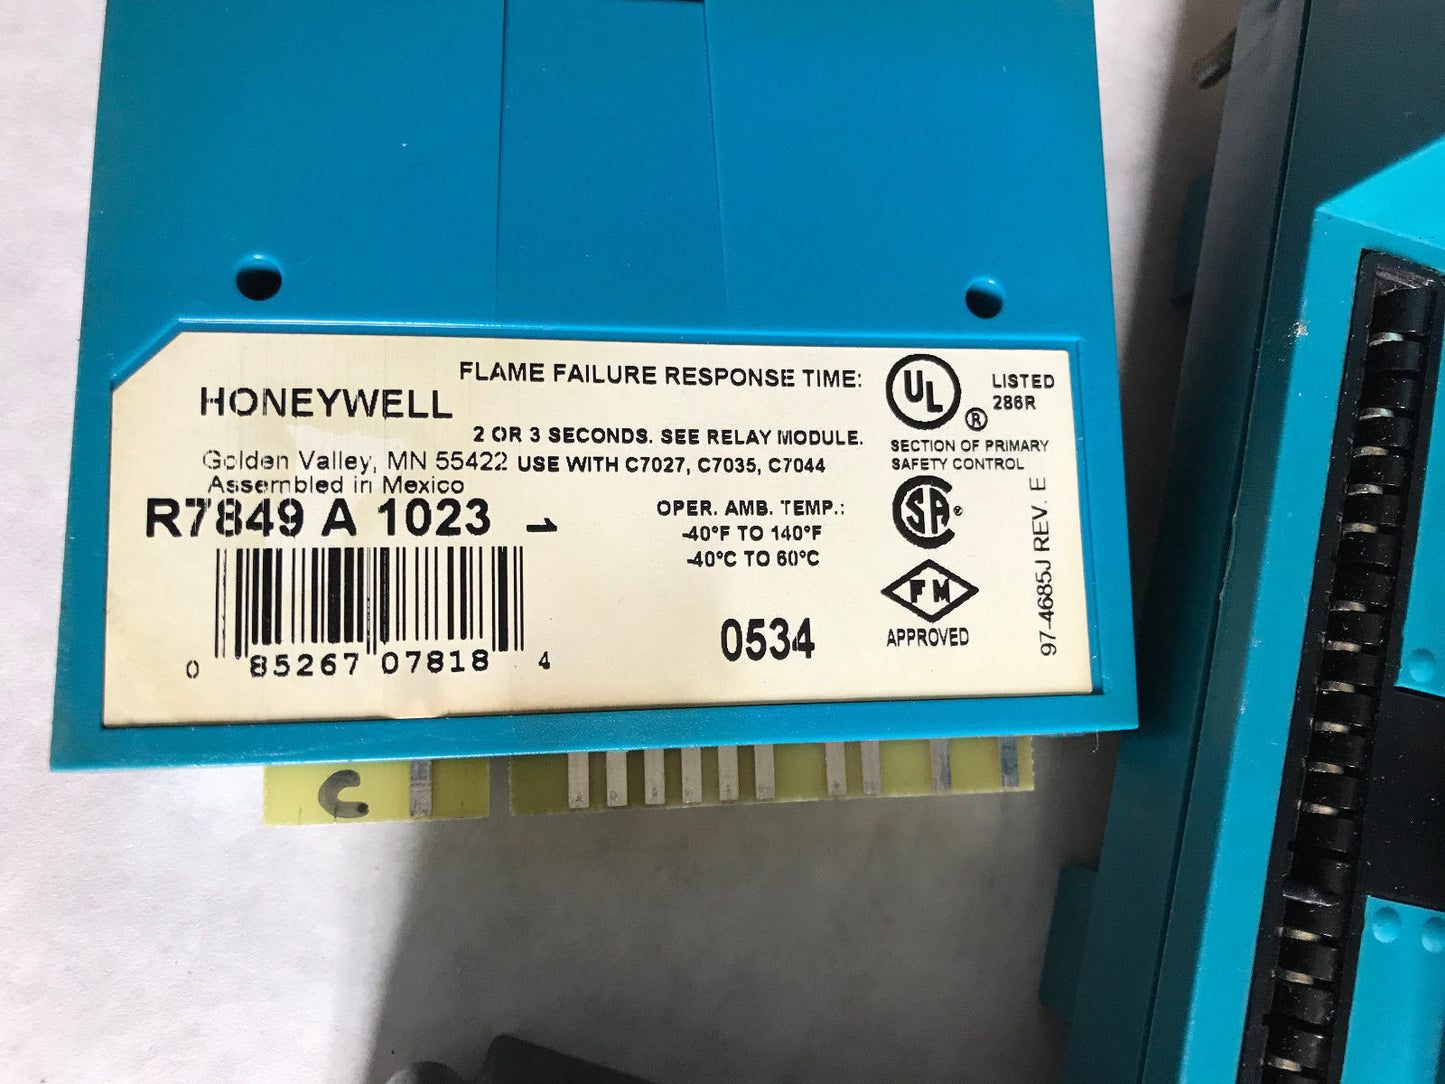 FLAME FAILURE RESPONSE TIME:
HONEYWELL
2 OR 3 SECONDS. SEE RELAY MODULE.
Golden Valley, MN 55422 USE WITH C7027, C7035, C7044
Assembled in Mexico
R7849 A 1023 1
OPER. AMB. TEMP.:
-40°F TO 140°F
-40°C TO 60°C
0 85267 07818 4
0534
UL ® LISTED
286R
SECTION OF PRIMARY
SAFETY CONTROL
SA®
FM
APPROVED
97-4685J REV. E
C